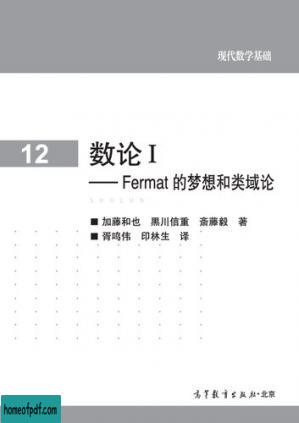 现代数学基础
12
数论 I
—— Fermat 的梦想和类域论
SHULUN
■ 加藤和也 黒川信重 斎藤毅 著
■ 胥鸣伟 印林生 译
高等教育出版社·北京
homeofpdf.com